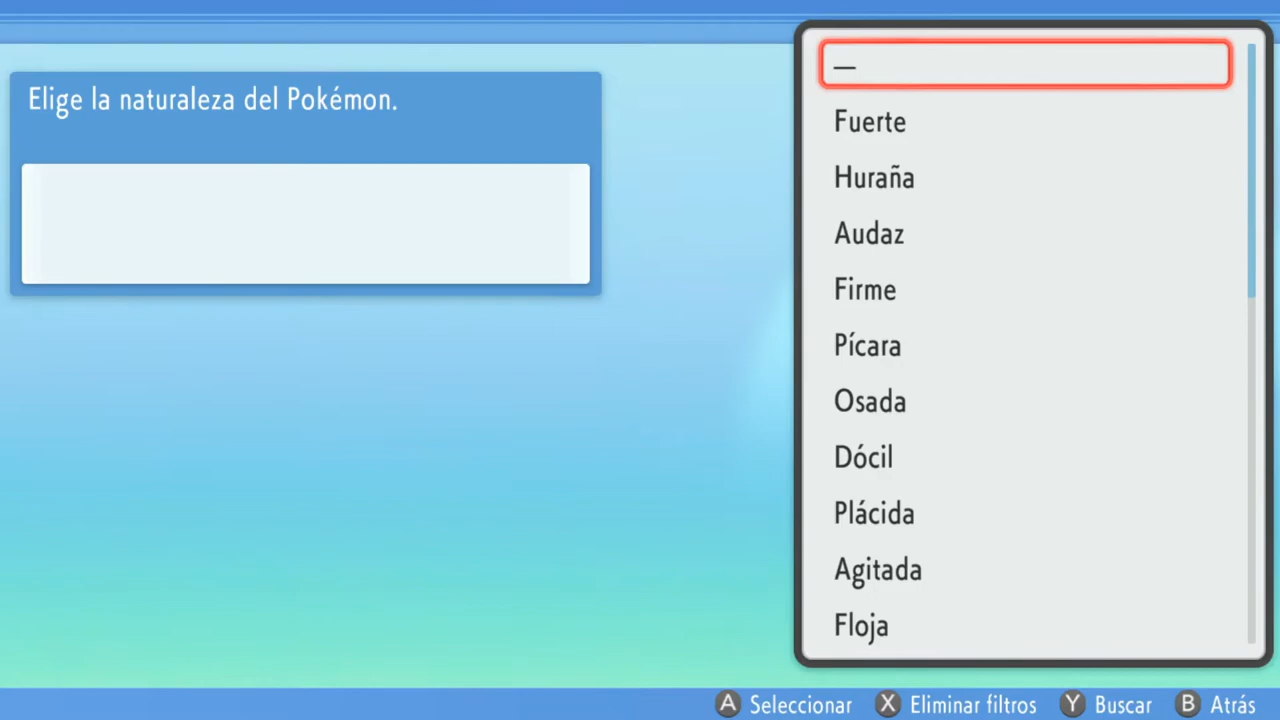 Elige la naturaleza del Pokémon.
—
Fuerte
Huraña
Audaz
Firme
Pícara
Osada
Dócil
Plácida
Agitada
Floja
A Seleccionar X Eliminar filtros Y Buscar B Atrás